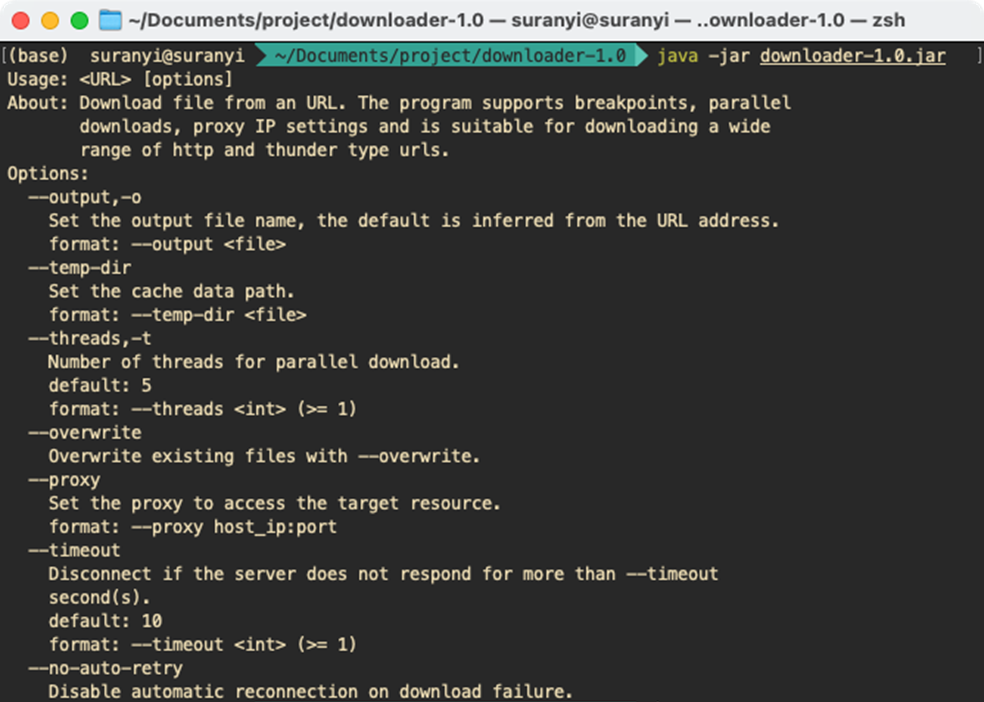 ~/Documents/project/downloader-1.0 — suranyi@suranyi — ..ownloader-1.0 — zsh
[(base) suranyi@suranyi ~/Documents/project/downloader-1.0 java -jar downloader-1.0.jar ]
Usage: <URL> [options]
About: Download file from an URL. The program supports breakpoints, parallel
downloads, proxy IP settings and is suitable for downloading a wide
range of http and thunder type urls.
Options:
--output,-o
Set the output file name, the default is inferred from the URL address.
format: --output <file>
--temp-dir
Set the cache data path.
format: --temp-dir <file>
--threads,-t
Number of threads for parallel download.
default: 5
format: --threads <int> (>= 1)
--overwrite
Overwrite existing files with --overwrite.
--proxy
Set the proxy to access the target resource.
format: --proxy host_ip:port
--timeout
Disconnect if the server does not respond for more than --timeout
second(s).
default: 10
format: --timeout <int> (>= 1)
--no-auto-retry
Disable automatic reconnection on download failure.